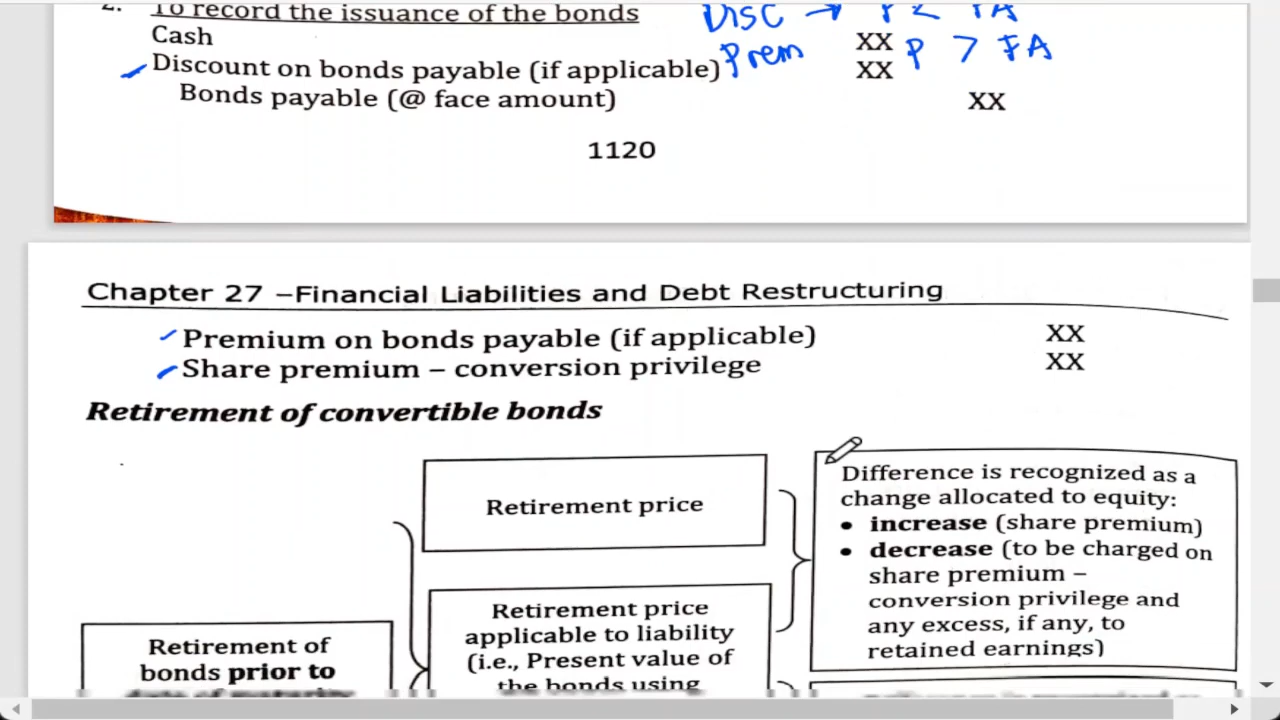 2. To record the issuance of the bonds
Disc → P < FA
Cash XX
Prem P > FA
Discount on bonds payable (if applicable) XX
Bonds payable (@ face amount) XX
1120
Chapter 27 –Financial Liabilities and Debt Restructuring
Premium on bonds payable (if applicable) XX
Share premium – conversion privilege XX
Retirement of convertible bonds
Retirement price
Difference is recognized as a
change allocated to equity:
• increase (share premium)
• decrease (to be charged on
share premium –
conversion privilege and
any excess, if any, to
retained earnings)
Retirement price
applicable to liability
(i.e., Present value of
the bonds using
Retirement of
bonds prior to
date of maturity